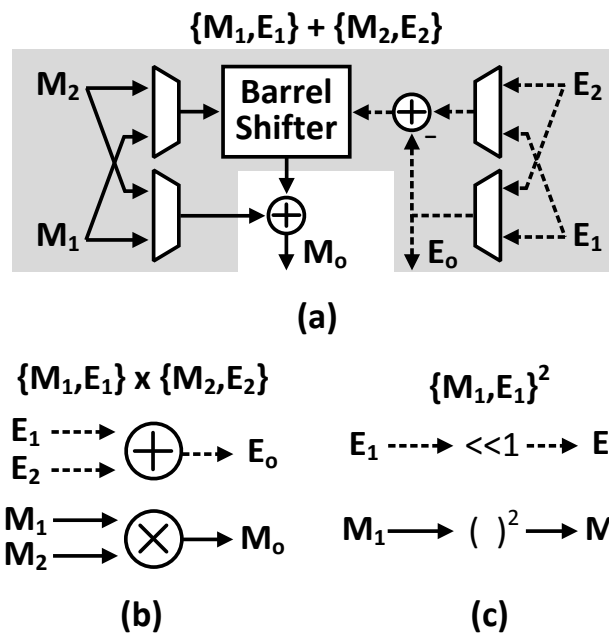 {M₁,E₁} + {M₂,E₂}
M₂
Barrel
Shifter
E₂
−
M₁
E₁
Mₒ
Eₒ
(a)
{M₁,E₁} x {M₂,E₂}
{M₁,E₁}²
E₁
Eₒ
E₂
E₁
<<1
E
M₁
Mₒ
M₂
M₁
( )²
M
(b)
(c)